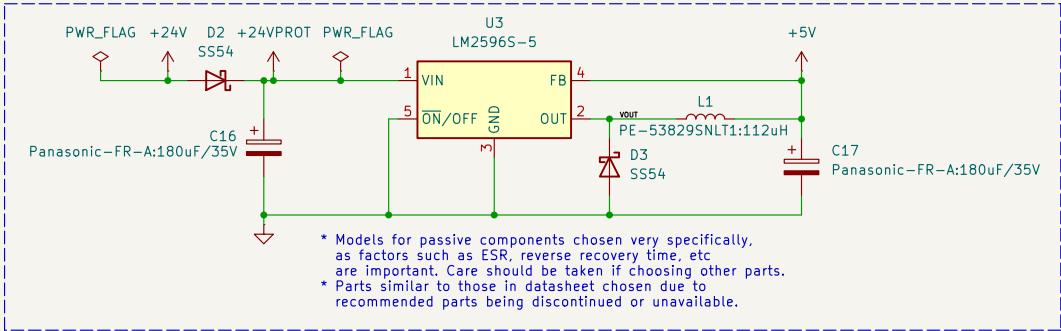 U3
PWR_FLAG +24V D2 +24VPROT PWR_FLAG LM2596S-5 +5V
SS54
1 VIN FB 4
5 ON/OFF GND OUT 2 VOUT L1
PE-53829SNLT1:112uH
3
C16
Panasonic-FR-A:180uF/35V
D3
SS54
C17
Panasonic-FR-A:180uF/35V
* Models for passive components chosen very specifically,
as factors such as ESR, reverse recovery time, etc
are important. Care should be taken if choosing other parts.
* Parts similar to those in datasheet chosen due to
recommended parts being discontinued or unavailable.